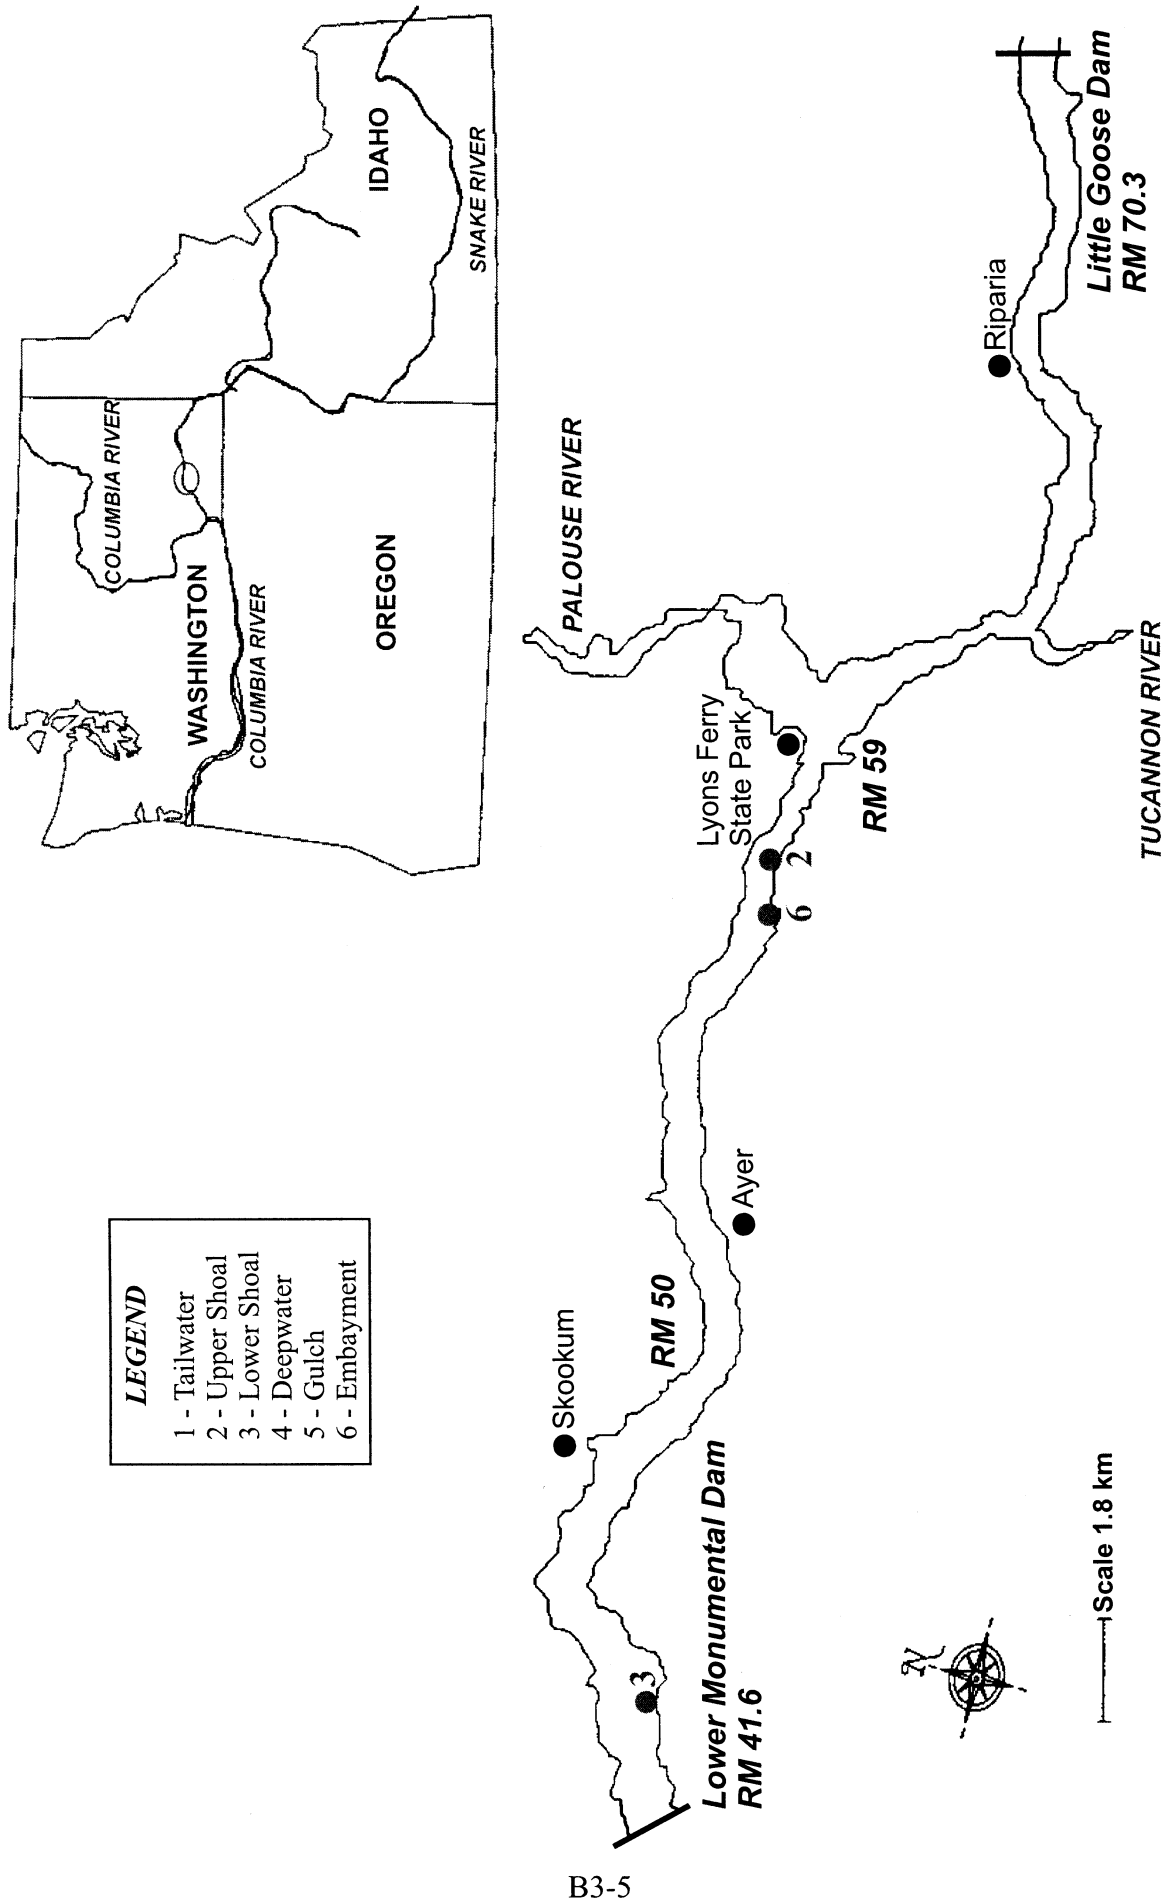 IDAHO
SNAKE RIVER
COLUMBIA RIVER
WASHINGTON
COLUMBIA RIVER
OREGON
LEGEND
1 - Tailwater
2 - Upper Shoal
3 - Lower Shoal
4 - Deepwater
5 - Gulch
6 - Embayment
Little Goose Dam
RM 70.3
Riparia
PALOUSE RIVER
TUCANNON RIVER
Lyons Ferry
State Park
RM 59
2
6
Ayer
RM 50
Skookum
3
Lower Monumental Dam
RM 41.6
N
Scale 1.8 km
B3-5